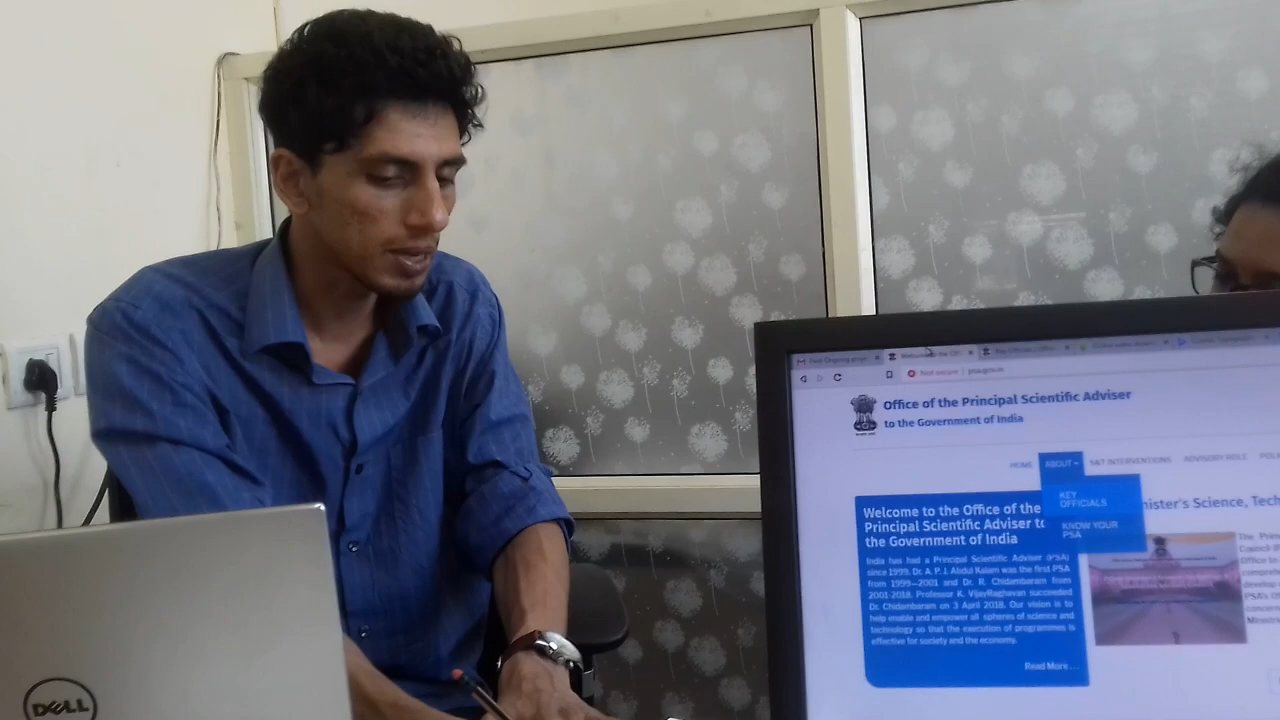 Not secure | psa.gov.in
Office of the Principal Scientific Adviser
to the Government of India
HOME ABOUT S&T INTERVENTIONS ADVISORY ROLE
KEY
OFFICIALS
KNOW YOUR
PSA
Welcome to the Office of the
Principal Scientific Adviser to
the Government of India
India has had a Principal Scientific Adviser (PSA)
since 1999. Dr. A. P. J. Abdul Kalam was the first PSA
from 1999—2001 and Dr. R. Chidambaram from
2001-2018. Professor K. VijayRaghavan succeeded
Dr. Chidambaram on 3 April 2018. Our vision is to
help enable and empower all spheres of science and
technology so that the execution of programmes is
effective for society and the economy.
Read More...
nister's Science, Tech
DELL